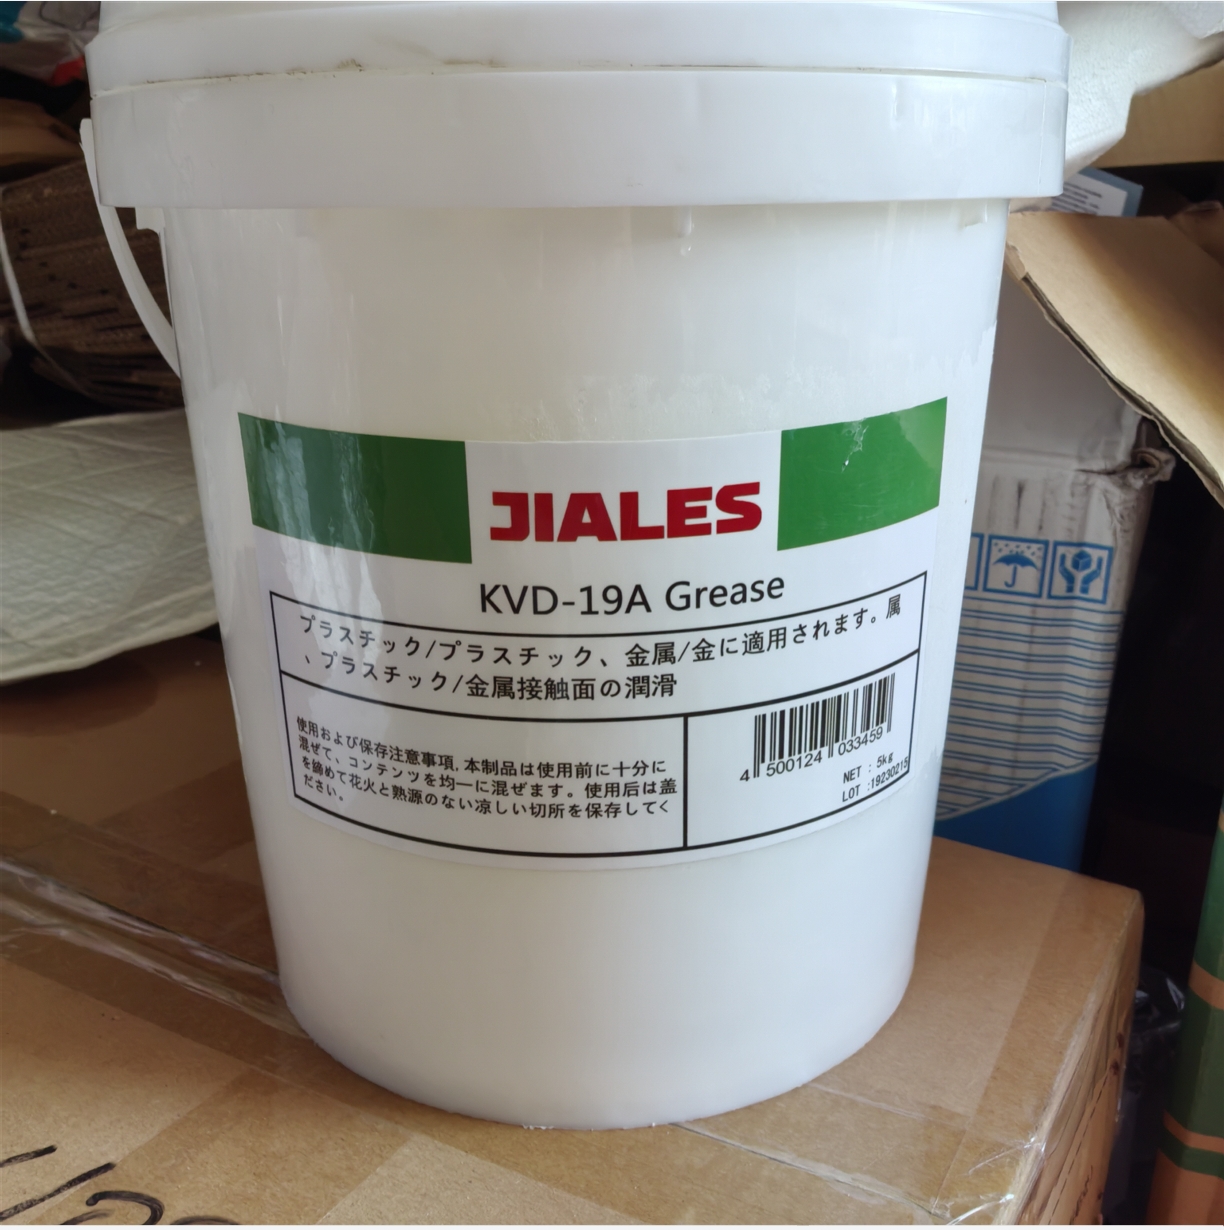 JIALES
KVD-19A Grease
プラスチック/プラスチック、金属/金に適用されます。属
、プラスチック/金属接触面の潤滑
使用および保存注意事項.本制品は使用前に十分に
混ぜて、コンテンツを均一に混ぜます。使用后は盖
を締めて花火と熱源のない凉しい切所を保存してく
ださい。
4 500124 033459
NET : 5kg
LOT :19230215